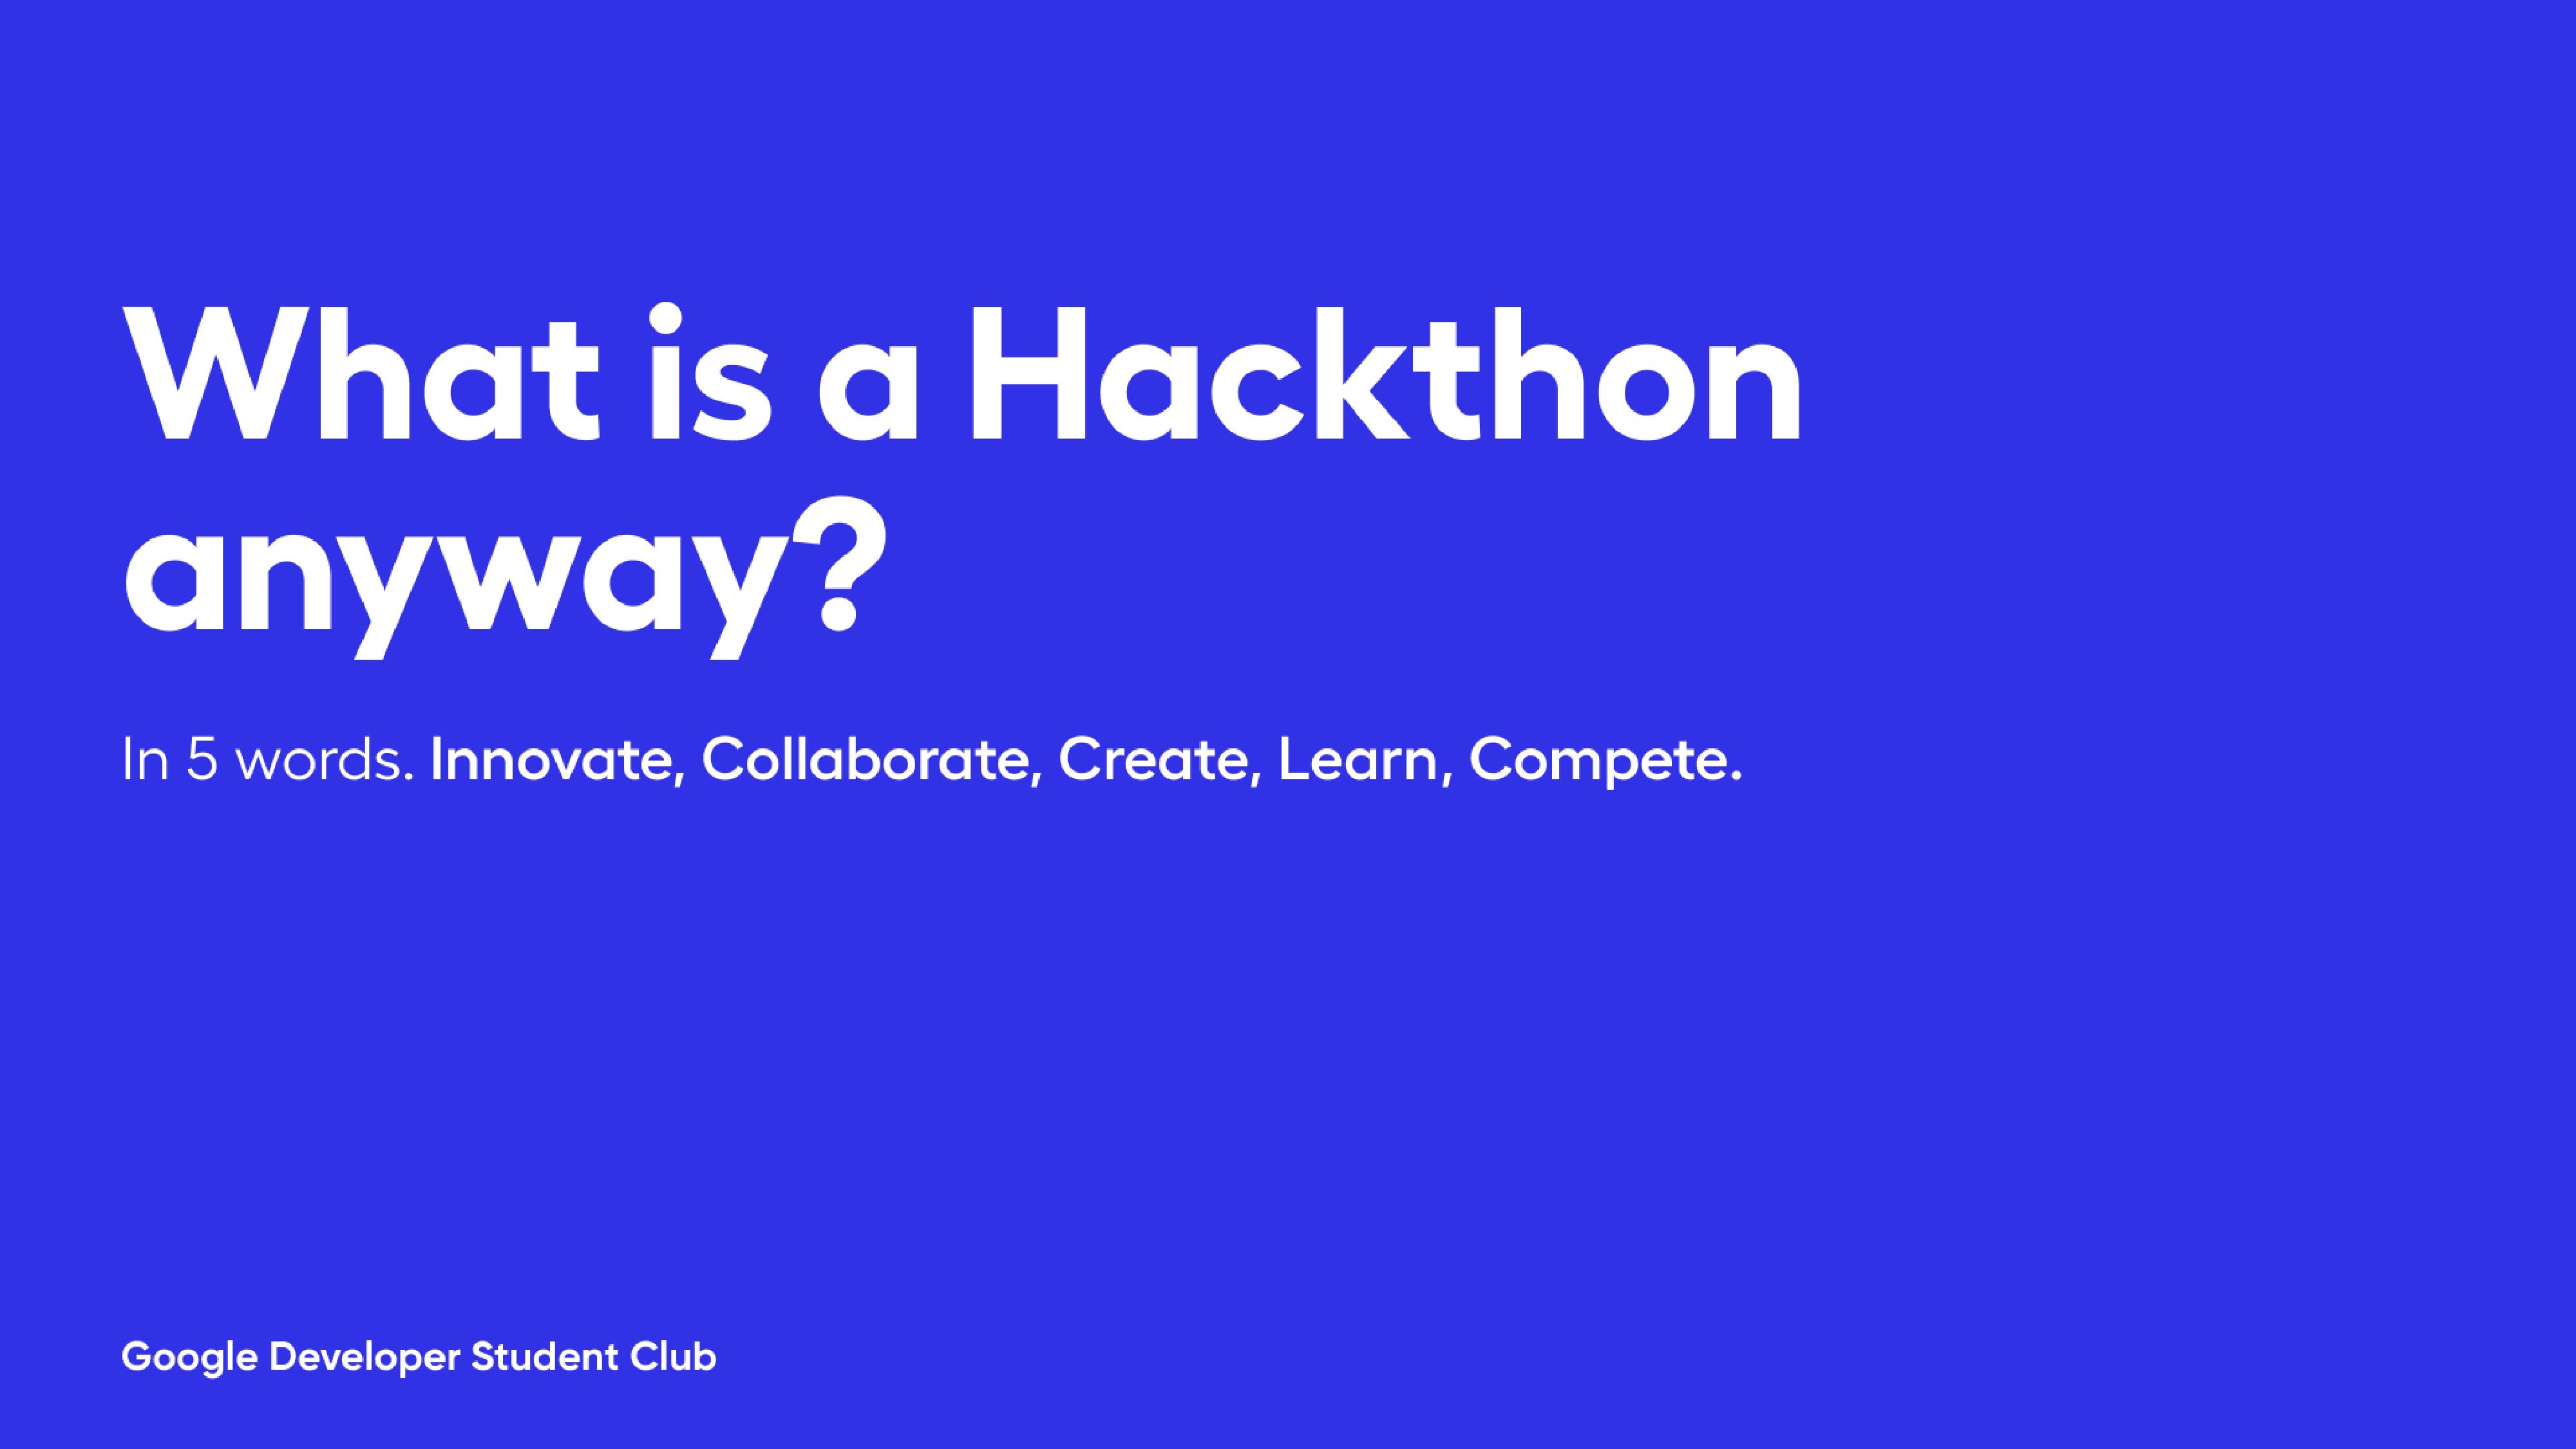 What is a Hackthon
anyway?
In 5 words. Innovate, Collaborate, Create, Learn, Compete.
Google Developer Student Club